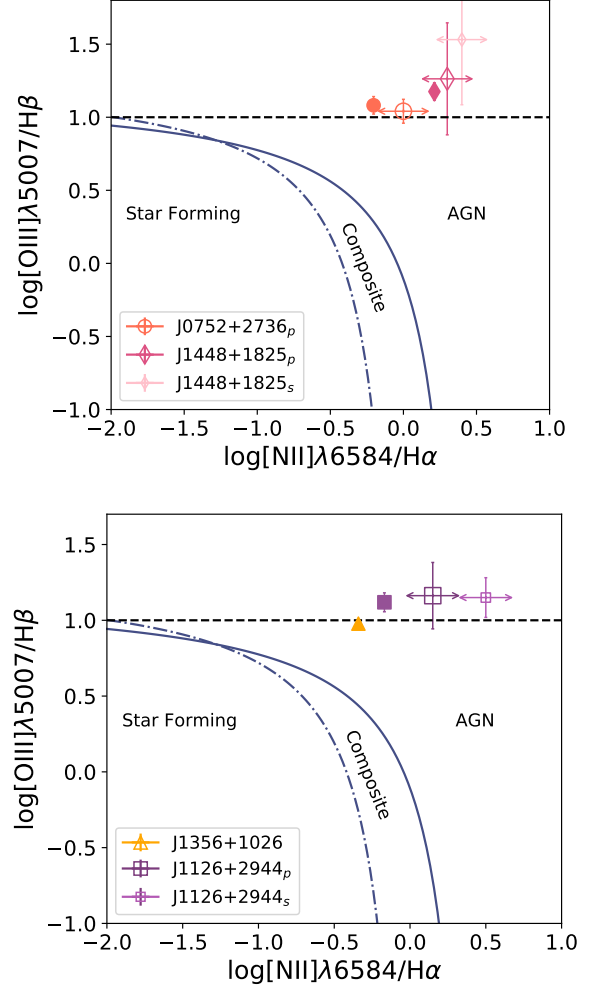 1.5
1.0
0.5
0.0
−0.5
−1.0
log[OIII]λ5007/Hβ
Star Forming
Composite
AGN
J0752+2736p
J1448+1825p
J1448+1825s
−2.0 −1.5 −1.0 −0.5 0.0 0.5 1.0
log[NII]λ6584/Hα
1.5
1.0
0.5
0.0
−0.5
−1.0
log[OIII]λ5007/Hβ
Star Forming
Composite
AGN
J1356+1026
J1126+2944p
J1126+2944s
−2.0 −1.5 −1.0 −0.5 0.0 0.5 1.0
log[NII]λ6584/Hα